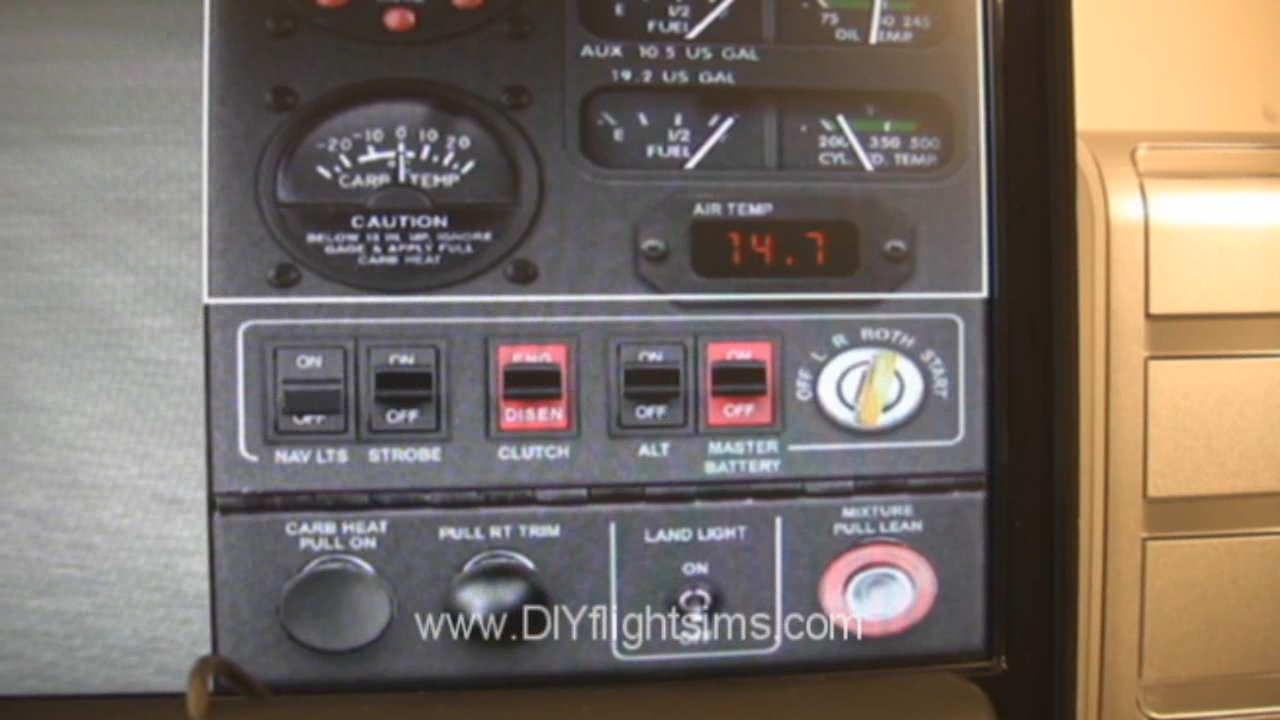 E 1/2
FUEL
75
245
OIL TEMP
AUX 10.5 US GAL
19.2 US GAL
E 1/2
FUEL
200 350 500
CYL HD. TEMP
-20 -10 0 10 20
CARB TEMP
CAUTION
BELOW 18 IN. MP, IGNORE
GAGE & APPLY FULL
CARB HEAT
AIR TEMP
74.7
ON
OFF
NAV LTS
ON
OFF
STROBE
ENG
DISEN
CLUTCH
ON
OFF
ALT
ON
OFF
MASTER
BATTERY
OFF L R BOTH START
CARB HEAT
PULL ON
PULL RT TRIM
LAND LIGHT
ON
MIXTURE
PULL LEAN
www.DIYflightsims.com